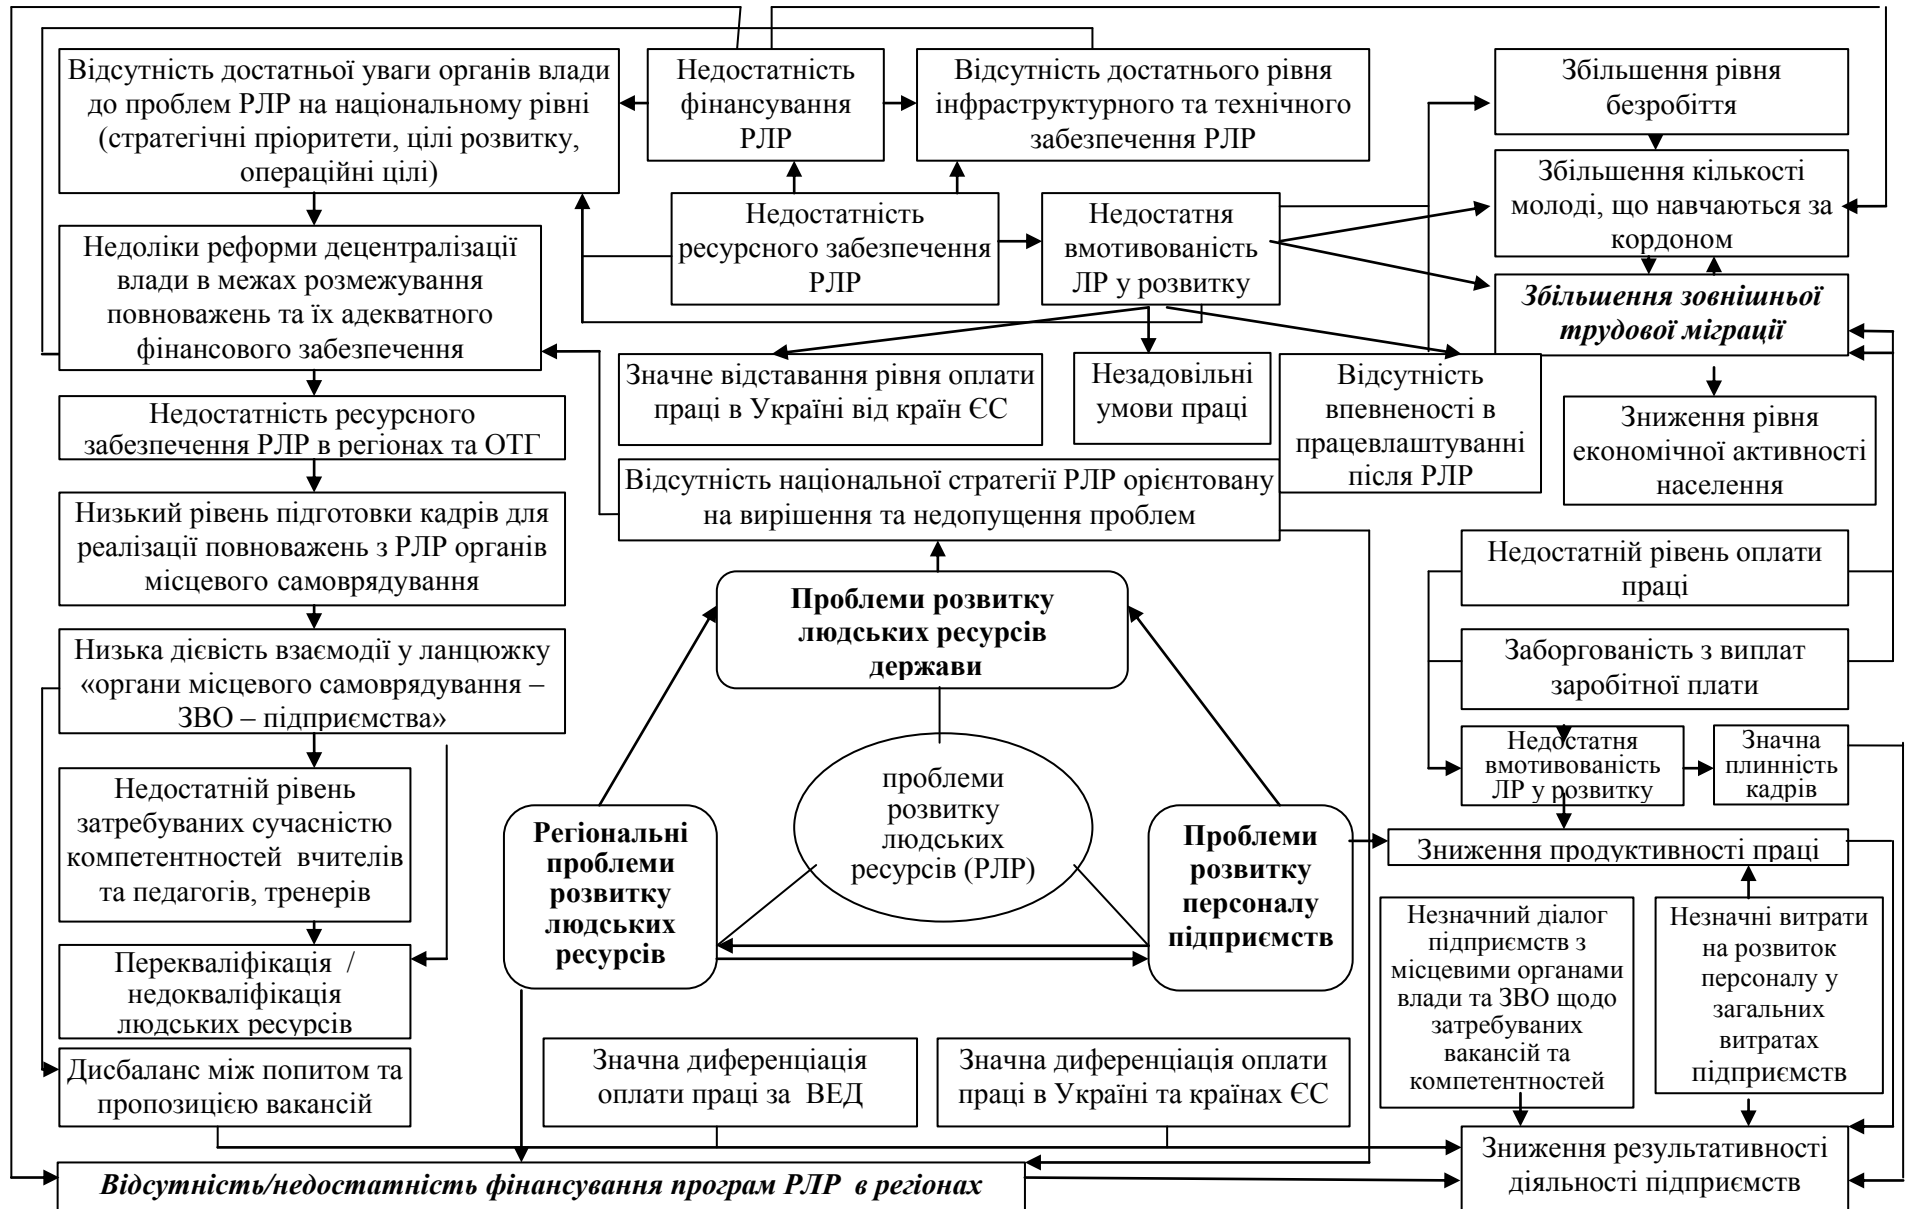 Відсутність достатньої уваги органів влади
до проблем РЛР на національному рівні
(стратегічні пріоритети, цілі розвитку,
операційні цілі)
Недостатність
фінансування
РЛР
Відсутність достатнього рівня
інфраструктурного та технічного
забезпечення РЛР
Збільшення рівня
безробіття
Збільшення кількості
молоді, що навчаються за
кордоном
Недостатність
ресурсного забезпечення
РЛР
Недостатня
вмотивованість
ЛР у розвитку
Недоліки реформи децентралізації
влади в межах розмежування
повноважень та їх адекватного
фінансового забезпечення
Збільшення зовнішньої
трудової міграції
Значне відставання рівня оплати
праці в Україні від країн ЄС
Незадовільні
умови праці
Відсутність
впевненості в
працевлаштуванні
після РЛР
Зниження рівня
економічної активності
населення
Недостатність ресурсного
забезпечення РЛР в регіонах та ОТГ
Відсутність національної стратегії РЛР орієнтовану
на вирішення та недопущення проблем
Низький рівень підготовки кадрів для
реалізації повноважень з РЛР органів
місцевого самоврядування
Недостатній рівень оплати
праці
Проблеми розвитку
людських ресурсів
держави
Низька дієвість взаємодії у ланцюжку
«органи місцевого самоврядування –
ЗВО – підприємства»
Заборгованість з виплат
заробітної плати
Недостатня
вмотивованість
ЛР у розвитку
Значна
плинність
кадрів
проблеми
розвитку
людських
ресурсів (РЛР)
Недостатній рівень
затребуваних сучасністю
компетентностей вчителів
та педагогів, тренерів
Регіональні
проблеми
розвитку
людських
ресурсів
Проблеми
розвитку
персоналу
підприємств
Зниження продуктивності праці
Незначний діалог
підприємств з
місцевими органами
влади та ЗВО щодо
затребуваних
вакансій та
компетентностей
Незначні витрати
на розвиток
персоналу у
загальних
витратах
підприємств
Перекваліфікація /
недокваліфікація
людських ресурсів
Дисбаланс між попитом та
пропозицією вакансій
Значна диференціація
оплати праці за ВЕД
Значна диференціація оплати
праці в Україні та країнах ЄС
Зниження результативності
діяльності підприємств
Відсутність/недостатність фінансування програм РЛР в регіонах